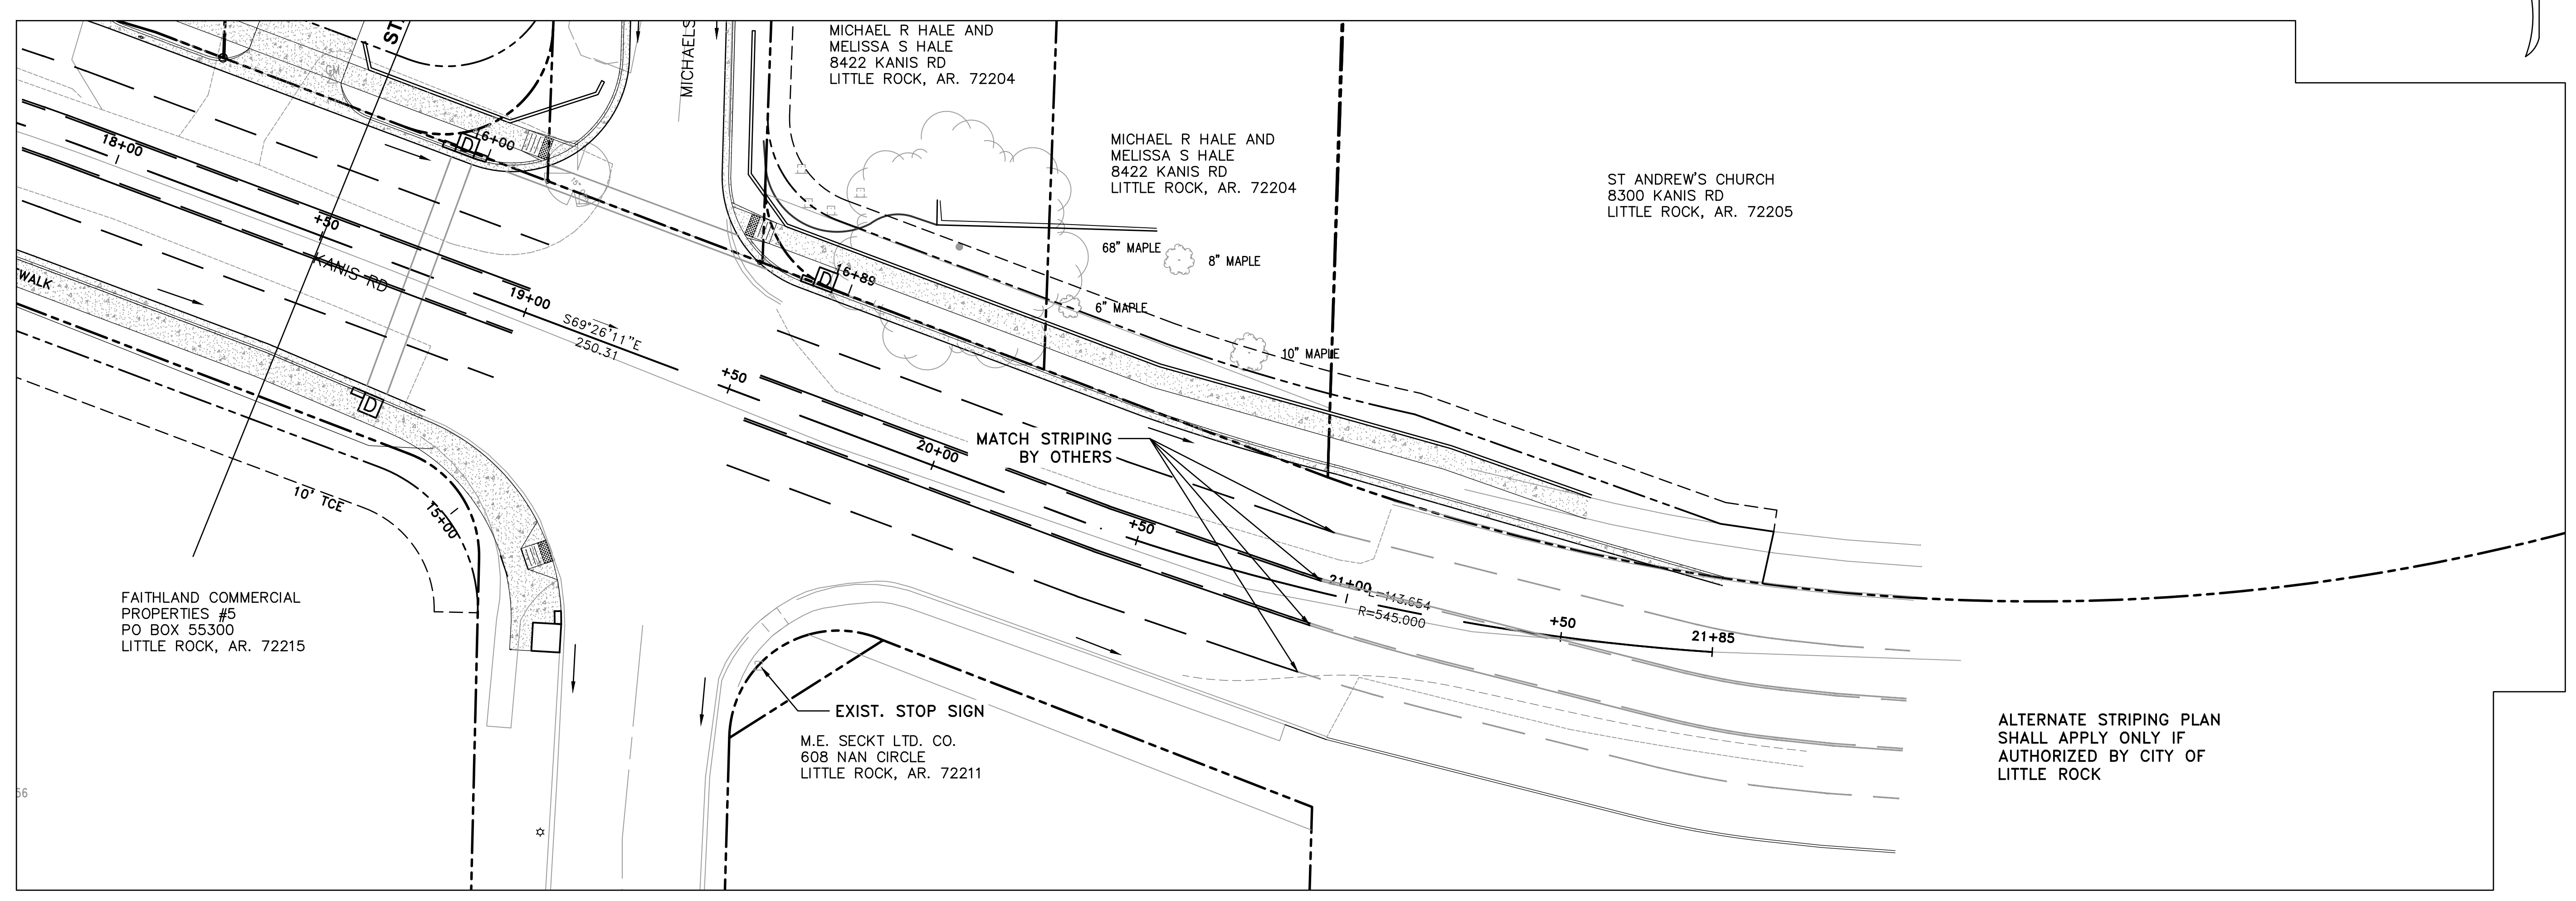 ST
MICHAELS
MICHAEL R HALE AND
MELISSA S HALE
8422 KANIS RD
LITTLE ROCK, AR. 72204
GM
16+00
18+00
15"
MICHAEL R HALE AND
MELISSA S HALE
8422 KANIS RD
LITTLE ROCK, AR. 72204
ST ANDREW'S CHURCH
8300 KANIS RD
LITTLE ROCK, AR. 72205
D
+50
KANIS RD
WALK
68" MAPLE
8" MAPLE
D
16+89
6" MAPLE
19+00
S69°26'11"E
250.31
10" MAPLE
+50
D
MATCH STRIPING
BY OTHERS
20+00
10' TCE
15+00
+50
21+00
L=143.654
R=545.000
+50
21+85
FAITHLAND COMMERCIAL
PROPERTIES #5
PO BOX 55300
LITTLE ROCK, AR. 72215
EXIST. STOP SIGN
M.E. SECKT LTD. CO.
608 NAN CIRCLE
LITTLE ROCK, AR. 72211
ALTERNATE STRIPING PLAN
SHALL APPLY ONLY IF
AUTHORIZED BY CITY OF
LITTLE ROCK
56